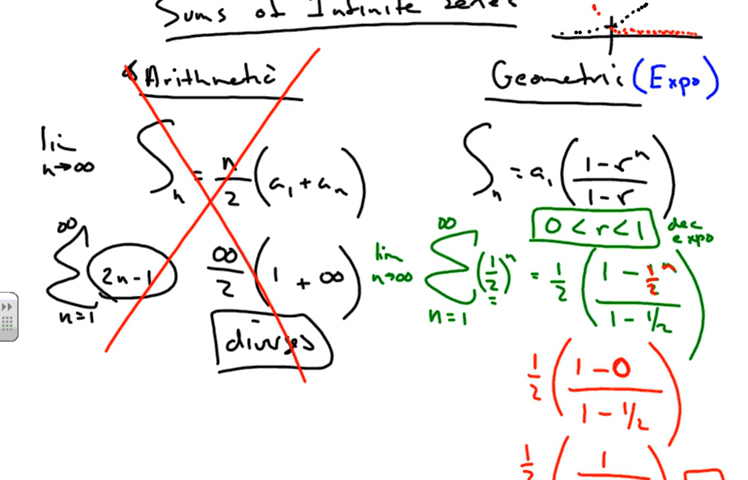 Sums of Infinite Series
Arithmetic
Geometric (Expo)
lim n→∞ S_n = n/2 (a_1 + a_n)
S_n = a_1 ((1 - r^n)/(1 - r))
0 < r < 1 dec expo
∞ Σ n=1 2n-1 ∞/2 (1 + ∞)
diverges
lim n→∞ ∞ Σ n=1 (1/2)^n = 1/2 ((1 - 1/2^n)/(1 - 1/2))
1/2 ((1 - 0)/(1 - 1/2))
1/2 (1